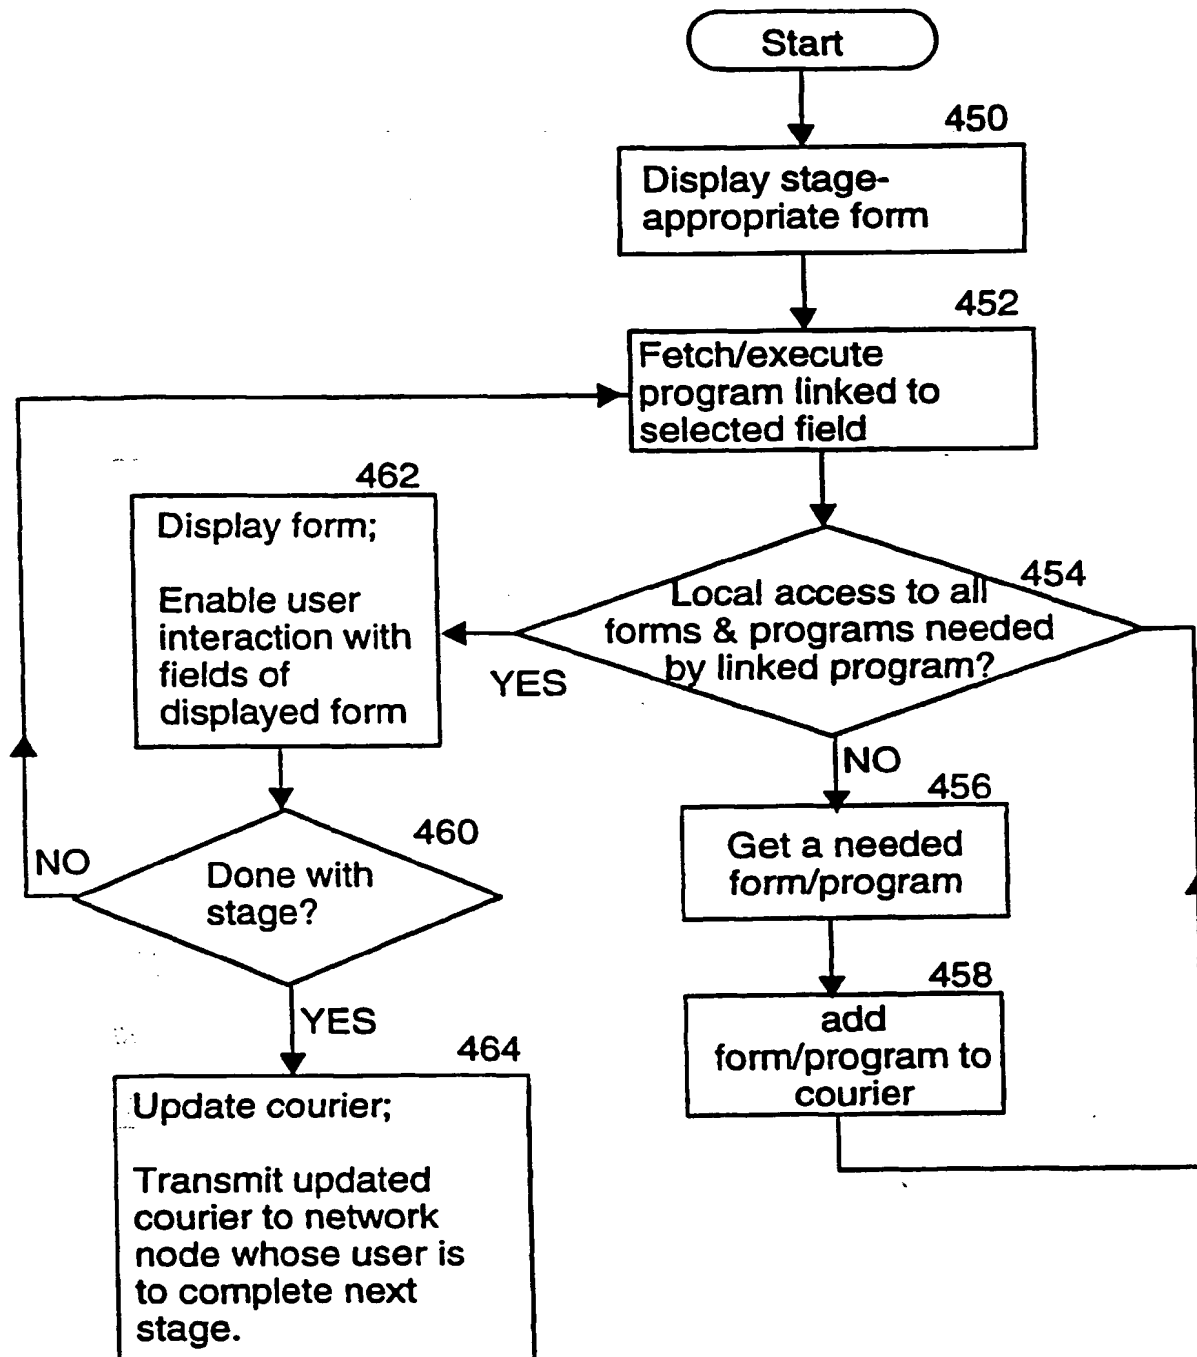 Start
450
Display stage-
appropriate form
452
Fetch/execute
program linked to
selected field
454
Local access to all
forms & programs needed
by linked program?
YES
NO
462
Display form;
Enable user
interaction with
fields of
displayed form
456
Get a needed
form/program
460
Done with
stage?
NO
YES
458
add
form/program to
courier
464
Update courier;
Transmit updated
courier to network
node whose user is
to complete next
stage.